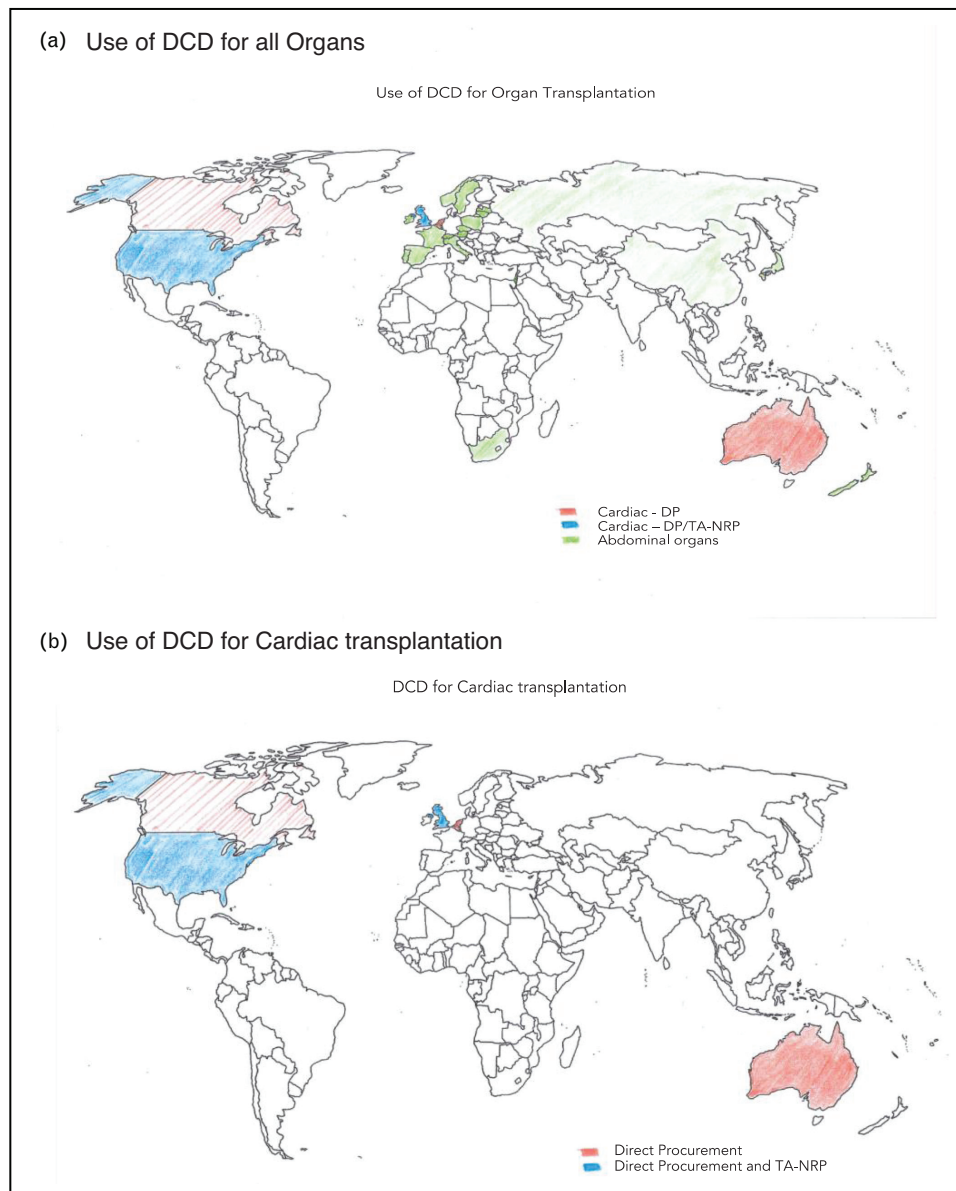 (a) Use of DCD for all Organs
Use of DCD for Organ Transplantation
Cardiac - DP
Cardiac – DP/TA-NRP
Abdominal organs
(b) Use of DCD for Cardiac transplantation
DCD for Cardiac transplantation
Direct Procurement
Direct Procurement and TA-NRP